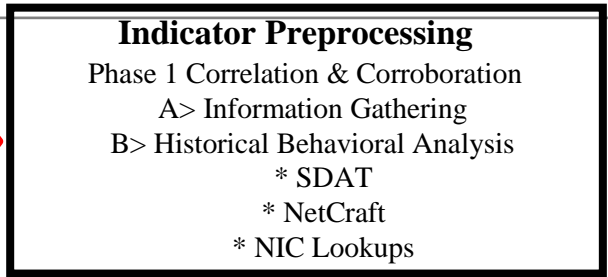 Indicator Preprocessing
Phase 1 Correlation & Corroboration
A> Information Gathering
B> Historical Behavioral Analysis
* SDAT
* NetCraft
* NIC Lookups